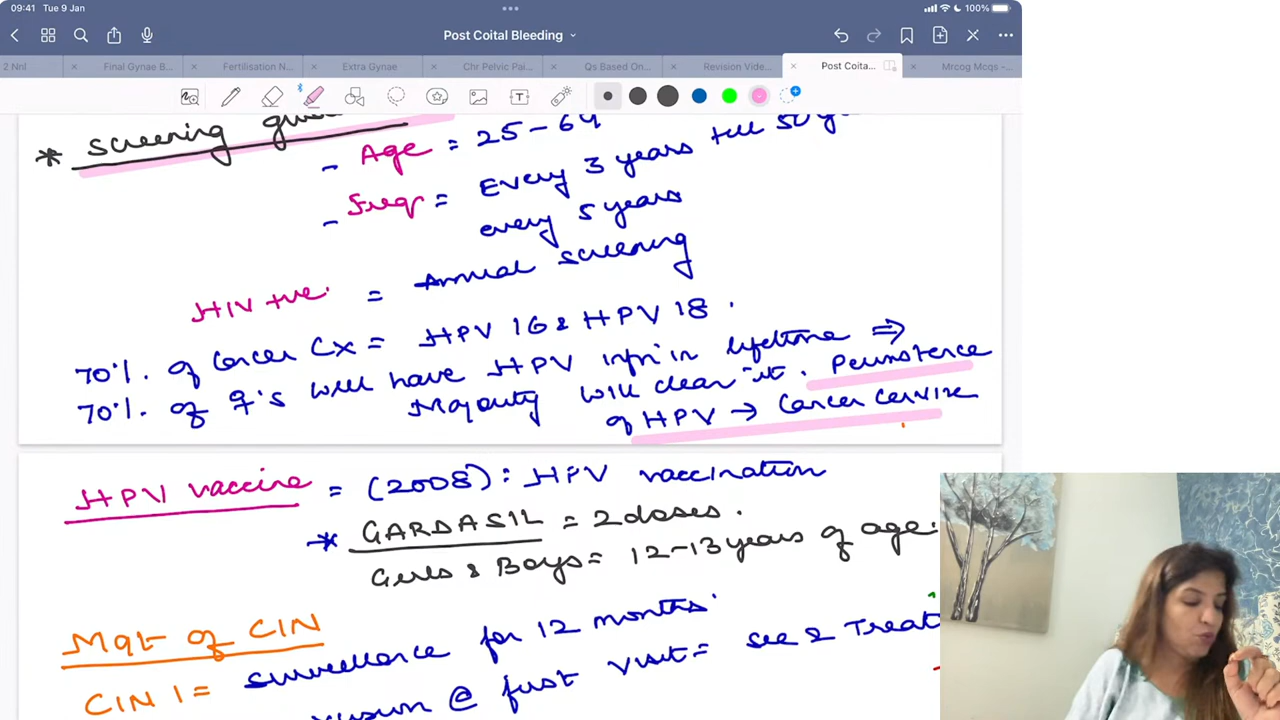 09:41 Tue 9 Jan
100%
Post Coital Bleeding
2 Nnl
Final Gynae B...
Fertilisation N...
Extra Gynae
Chr Pelvic Pai...
Qs Based On...
Revision Vide...
Post Coita...
Mrcog Mcqs -...
* Screening
- Age = 25-64
- Freq = Every 3 years till 50
every 5 years
HIV +ve = Annual screening
70%. of Cancer Cx = HPV 16 & HPV 18.
70%. of ♀'s will have HPV infn in lifetime ⇒
Majority will clear it. Persistence
of HPV → Cancer cervix
HPV vaccine = (2008): HPV vaccination
* GARDASIL = 2 doses.
Girls & Boys = 12-13 years of age.
Mgt of CIN
CIN 1 = surveillance for 12 months
@ first visit = see & Treat